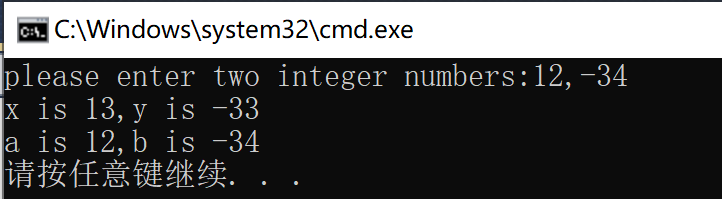 C:\Windows\system32\cmd.exe
please enter two integer numbers:12,-34
x is 13,y is -33
a is 12,b is -34
请按任意键继续. . .